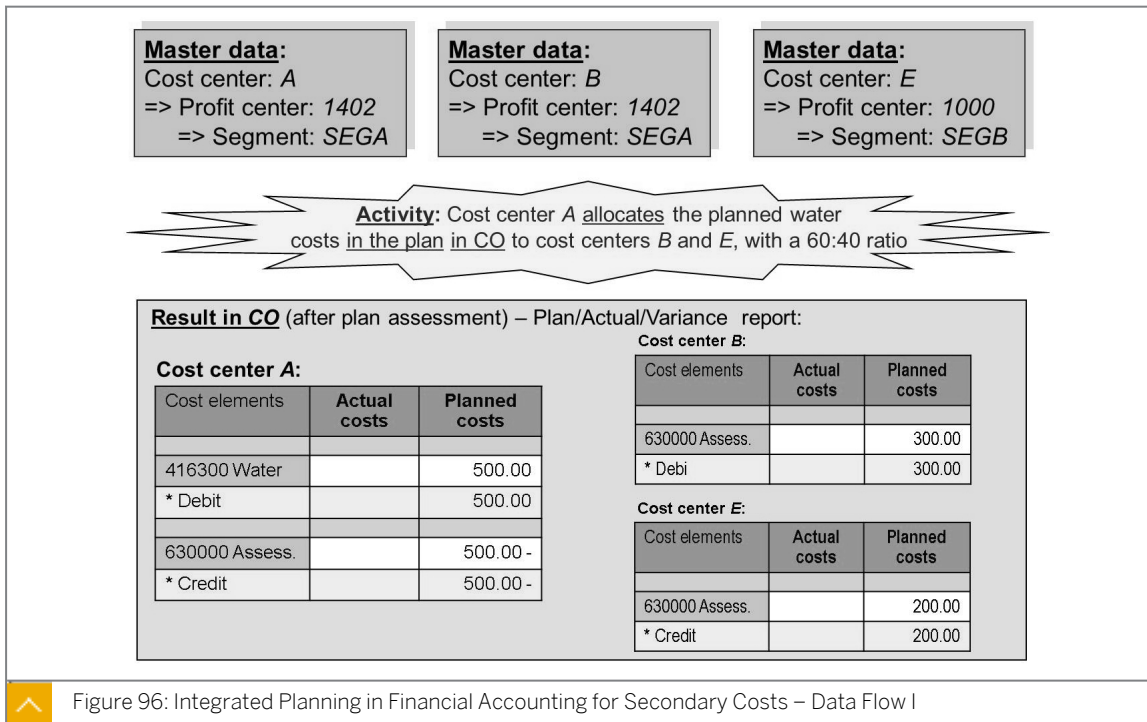 Master data:
Cost center: A
=> Profit center: 1402
=> Segment: SEGA
Master data:
Cost center: B
=> Profit center: 1402
=> Segment: SEGA
Master data:
Cost center: E
=> Profit center: 1000
=> Segment: SEGB
Activity: Cost center A allocates the planned water
costs in the plan in CO to cost centers B and E, with a 60:40 ratio
Result in CO (after plan assessment) – Plan/Actual/Variance report:
Cost center A:
Cost elements Actual costs Planned costs
416300 Water 500.00
* Debit 500.00
630000 Assess. 500.00 -
* Credit 500.00 -
Cost center B:
Cost elements Actual costs Planned costs
630000 Assess. 300.00
* Debi 300.00
Cost center E:
Cost elements Actual costs Planned costs
630000 Assess. 200.00
* Credit 200.00
Figure 96: Integrated Planning in Financial Accounting for Secondary Costs – Data Flow I